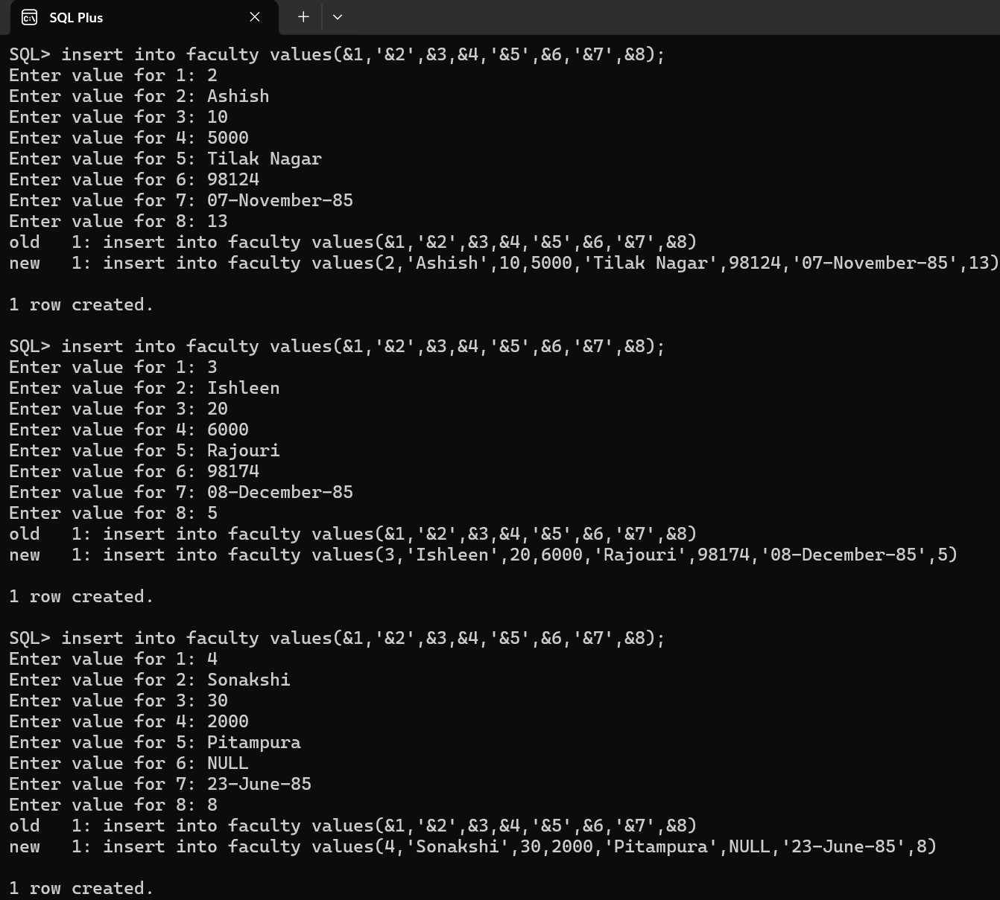 SQL Plus
SQL> insert into faculty values(&1,'&2',&3,&4,'&5',&6,'&7',&8);
Enter value for 1: 2
Enter value for 2: Ashish
Enter value for 3: 10
Enter value for 4: 5000
Enter value for 5: Tilak Nagar
Enter value for 6: 98124
Enter value for 7: 07-November-85
Enter value for 8: 13
old   1: insert into faculty values(&1,'&2',&3,&4,'&5',&6,'&7',&8)
new   1: insert into faculty values(2,'Ashish',10,5000,'Tilak Nagar',98124,'07-November-85',13)
1 row created.
SQL> insert into faculty values(&1,'&2',&3,&4,'&5',&6,'&7',&8);
Enter value for 1: 3
Enter value for 2: Ishleen
Enter value for 3: 20
Enter value for 4: 6000
Enter value for 5: Rajouri
Enter value for 6: 98174
Enter value for 7: 08-December-85
Enter value for 8: 5
old   1: insert into faculty values(&1,'&2',&3,&4,'&5',&6,'&7',&8)
new   1: insert into faculty values(3,'Ishleen',20,6000,'Rajouri',98174,'08-December-85',5)
1 row created.
SQL> insert into faculty values(&1,'&2',&3,&4,'&5',&6,'&7',&8);
Enter value for 1: 4
Enter value for 2: Sonakshi
Enter value for 3: 30
Enter value for 4: 2000
Enter value for 5: Pitampura
Enter value for 6: NULL
Enter value for 7: 23-June-85
Enter value for 8: 8
old   1: insert into faculty values(&1,'&2',&3,&4,'&5',&6,'&7',&8)
new   1: insert into faculty values(4,'Sonakshi',30,2000,'Pitampura',NULL,'23-June-85',8)
1 row created.